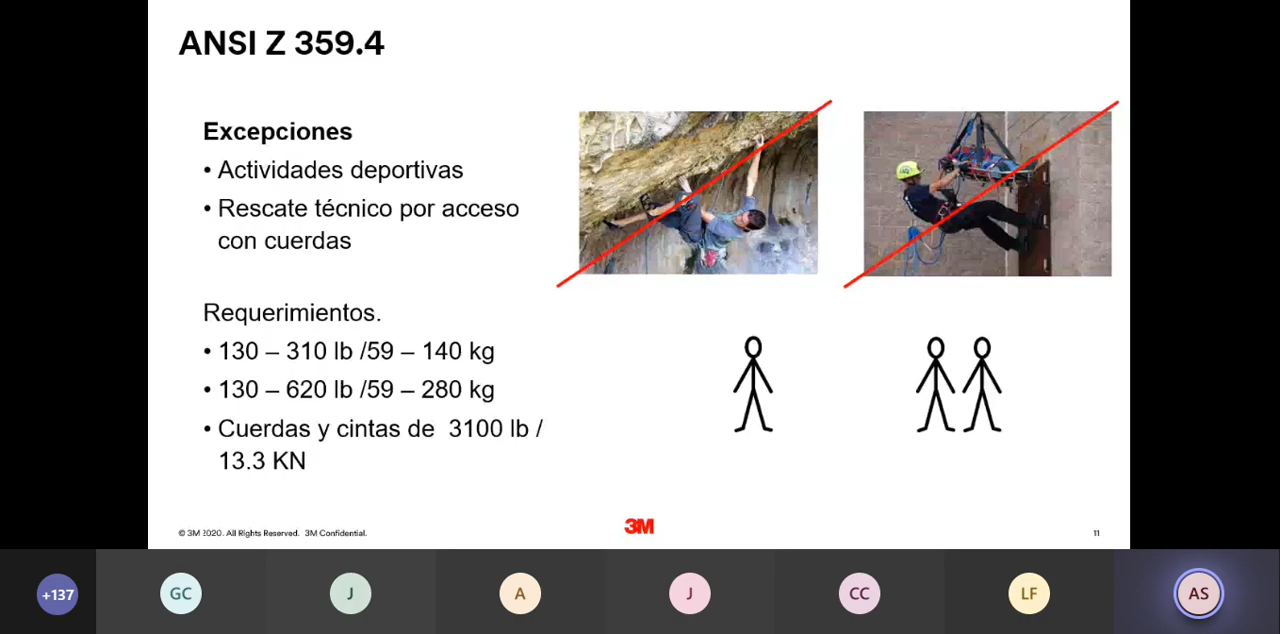 ANSI Z 359.4
Excepciones
• Actividades deportivas
• Rescate técnico por acceso
con cuerdas
Requerimientos.
• 130 – 310 lb /59 – 140 kg
• 130 – 620 lb /59 – 280 kg
• Cuerdas y cintas de 3100 lb /
13.3 KN
© 3M 2020. All Rights Reserved. 3M Confidential.
3M
11
+137
GC
J
A
J
CC
LF
AS